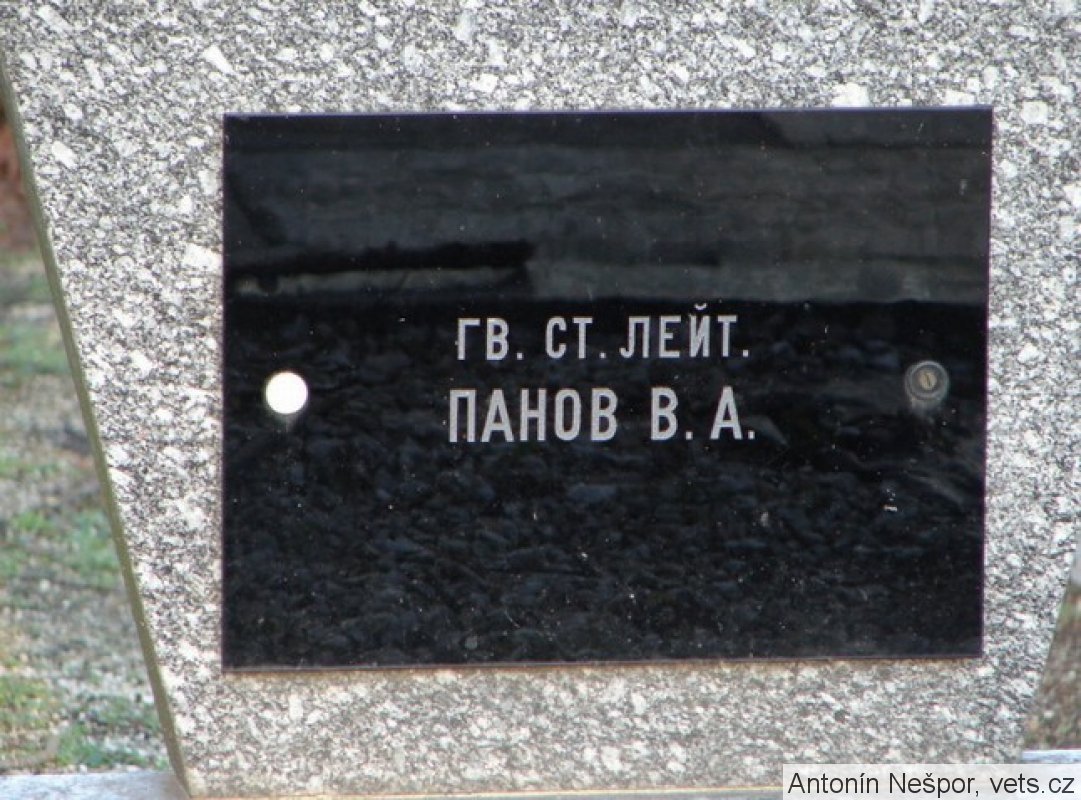 ГВ. СТ. ЛЕЙТ.
ПАНОВ В. А.
Antonín Nešpor, vets.cz